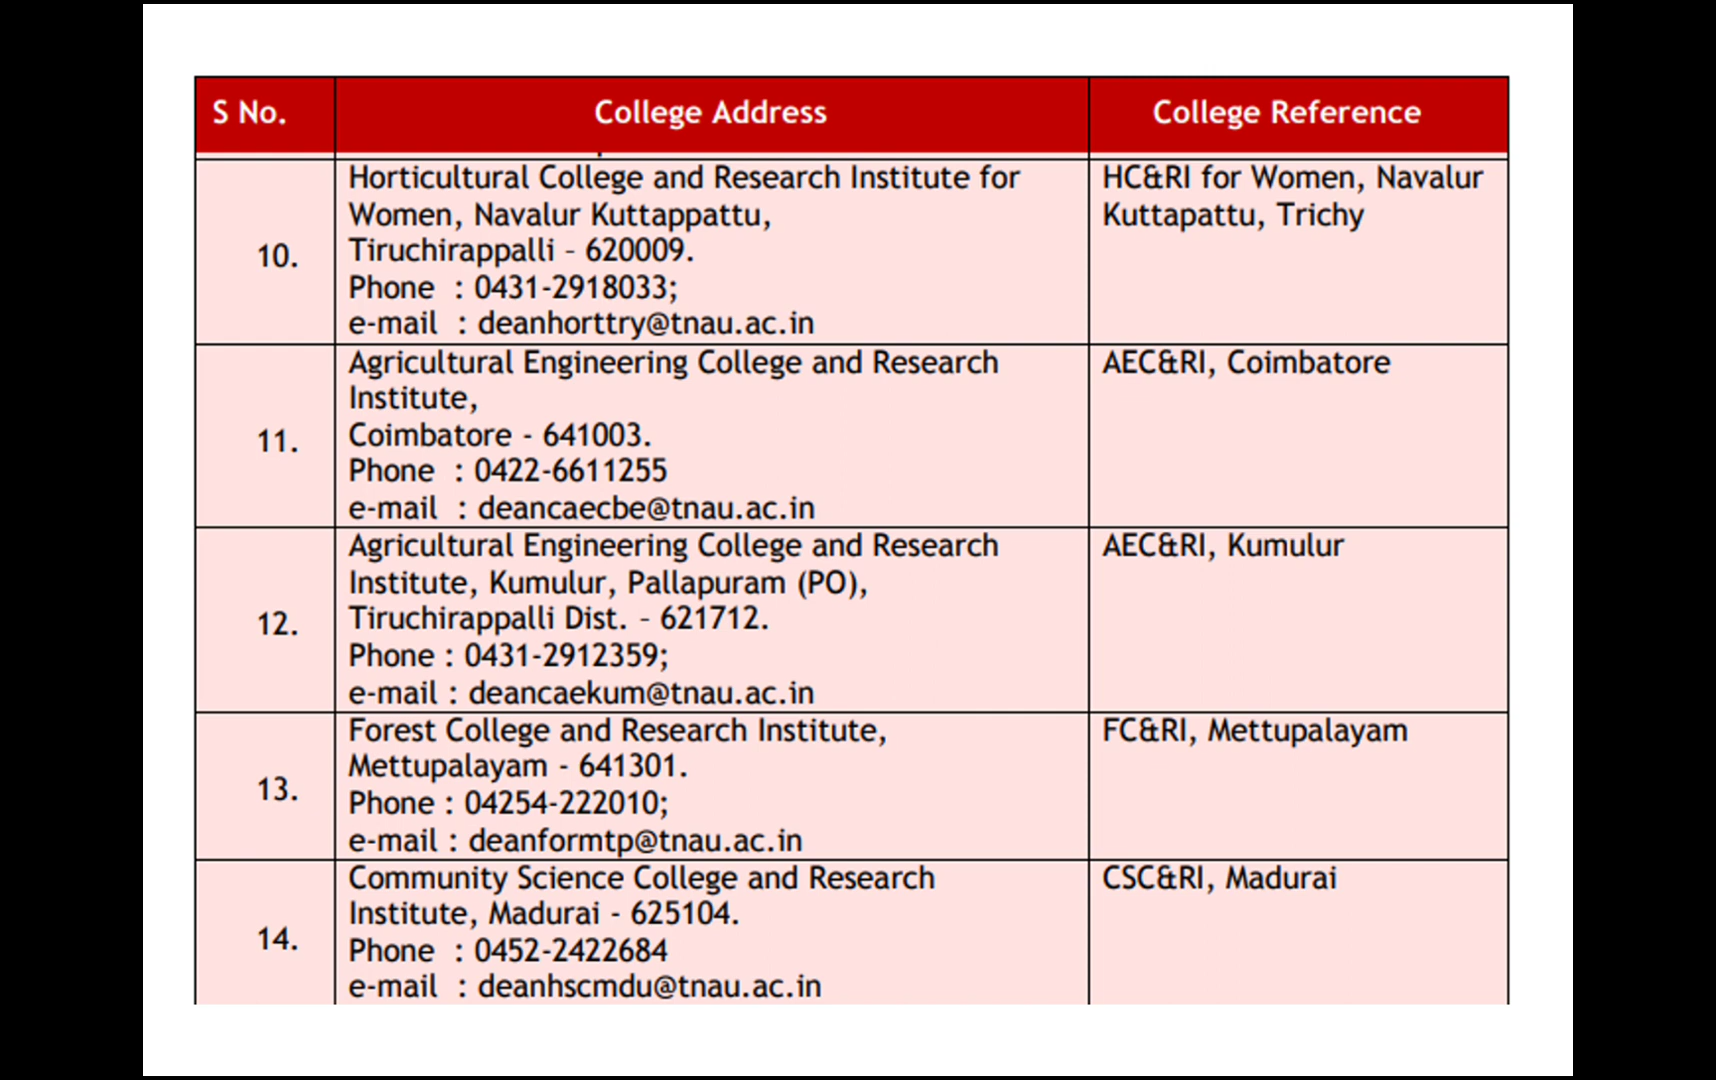 S No. College Address College Reference
10. Horticultural College and Research Institute for HC&RI for Women, Navalur
Women, Navalur Kuttappattu, Kuttapattu, Trichy
Tiruchirappalli – 620009.
Phone : 0431-2918033;
e-mail : deanhorttry@tnau.ac.in
11. Agricultural Engineering College and Research AEC&RI, Coimbatore
Institute,
Coimbatore - 641003.
Phone : 0422-6611255
e-mail : deancaecbe@tnau.ac.in
12. Agricultural Engineering College and Research AEC&RI, Kumulur
Institute, Kumulur, Pallapuram (PO),
Tiruchirappalli Dist. – 621712.
Phone : 0431-2912359;
e-mail : deancaekum@tnau.ac.in
13. Forest College and Research Institute, FC&RI, Mettupalayam
Mettupalayam - 641301.
Phone : 04254-222010;
e-mail : deanformtp@tnau.ac.in
14. Community Science College and Research CSC&RI, Madurai
Institute, Madurai - 625104.
Phone : 0452-2422684
e-mail : deanhscmdu@tnau.ac.in